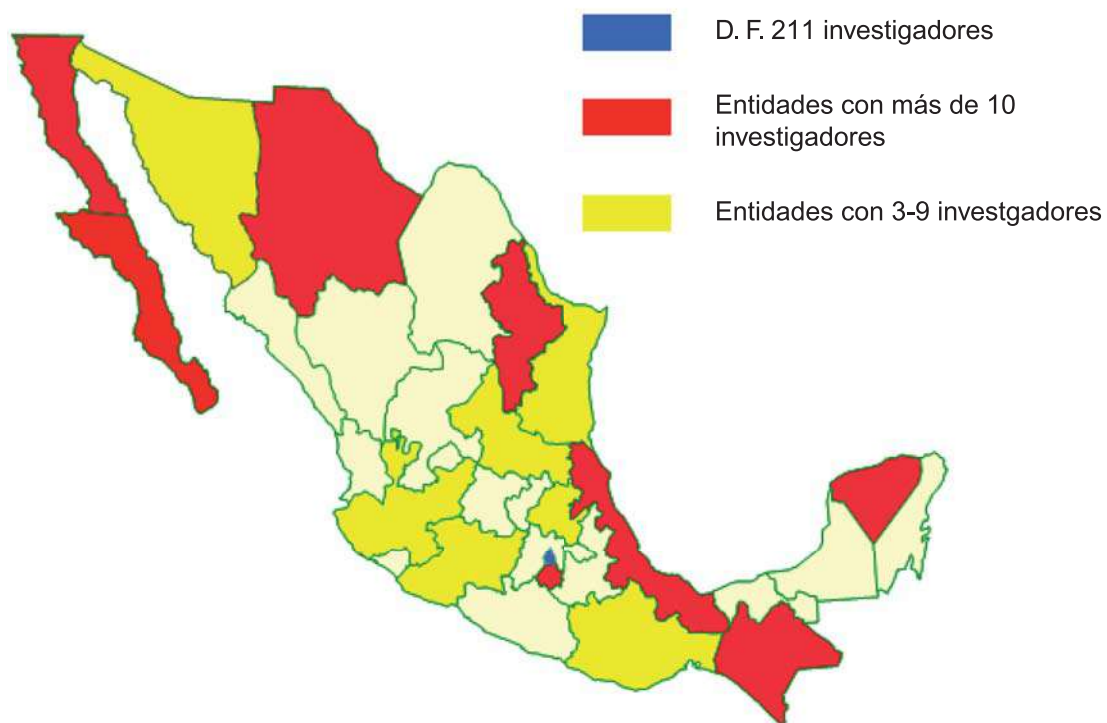 D. F. 211 investigadores
Entidades con más de 10
investigadores
Entidades con 3-9 investgadores